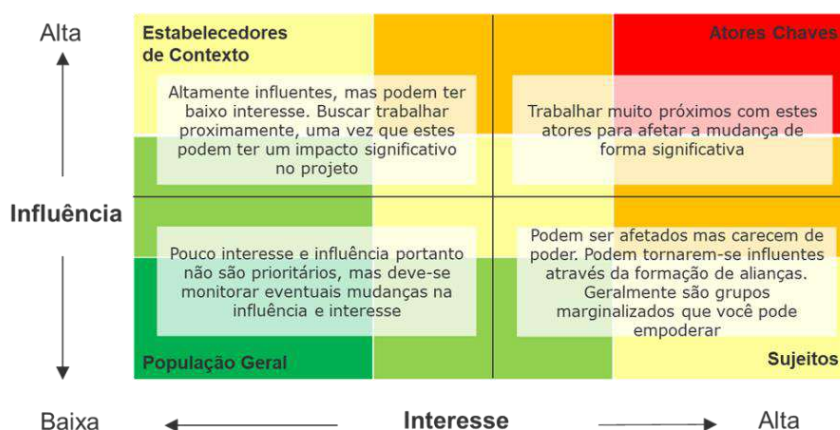 Alta
Estabelecedores
de Contexto
Atores Chaves
Altamente influentes, mas podem ter
baixo interesse. Buscar trabalhar
proximamente, uma vez que estes
podem ter um impacto significativo
no projeto
Trabalhar muito próximos com estes
atores para afetar a mudança de
forma significativa
Influência
Pouco interesse e influência portanto
não são prioritários, mas deve-se
monitorar eventuais mudanças na
influência e interesse
Podem ser afetados mas carecem de
poder. Podem tornarem-se influentes
através da formação de alianças.
Geralmente são grupos
marginalizados que você pode
empoderar
População Geral
Sujeitos
Baixa
Interesse
Alta